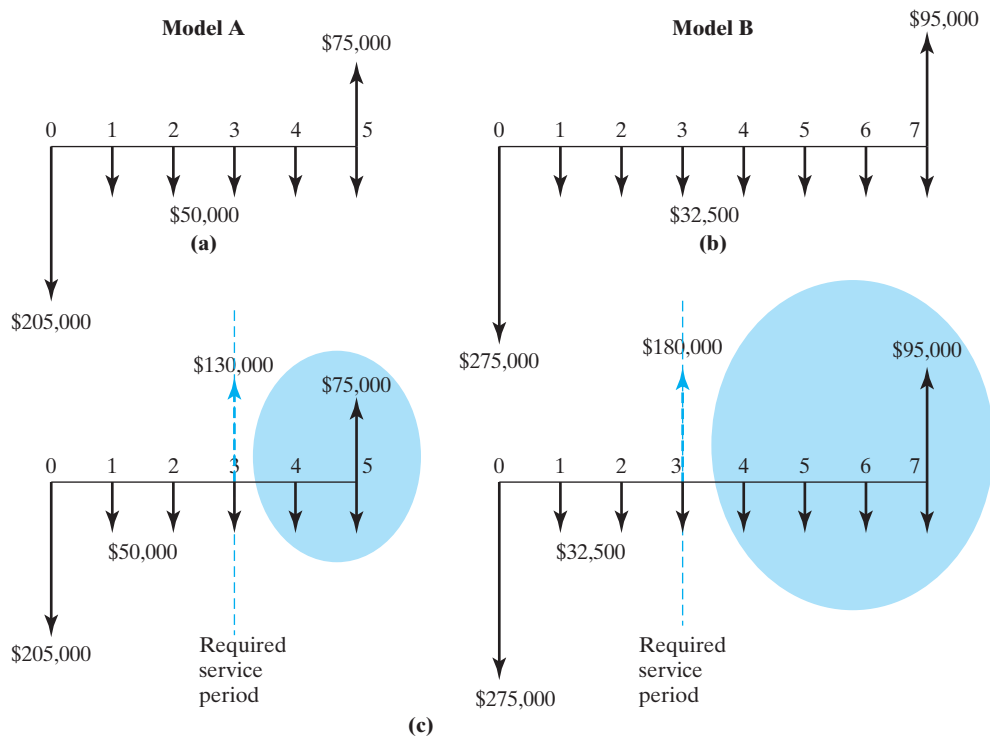 Model A
$75,000
0 1 2 3 4 5
$50,000
(a)
$205,000
Model B
$95,000
0 1 2 3 4 5 6 7
$32,500
(b)
$275,000
$130,000
$75,000
0 1 2 3 4 5
$50,000
$205,000
Required
service
period
$180,000
$95,000
0 1 2 3 4 5 6 7
$32,500
$275,000
Required
service
period
(c)